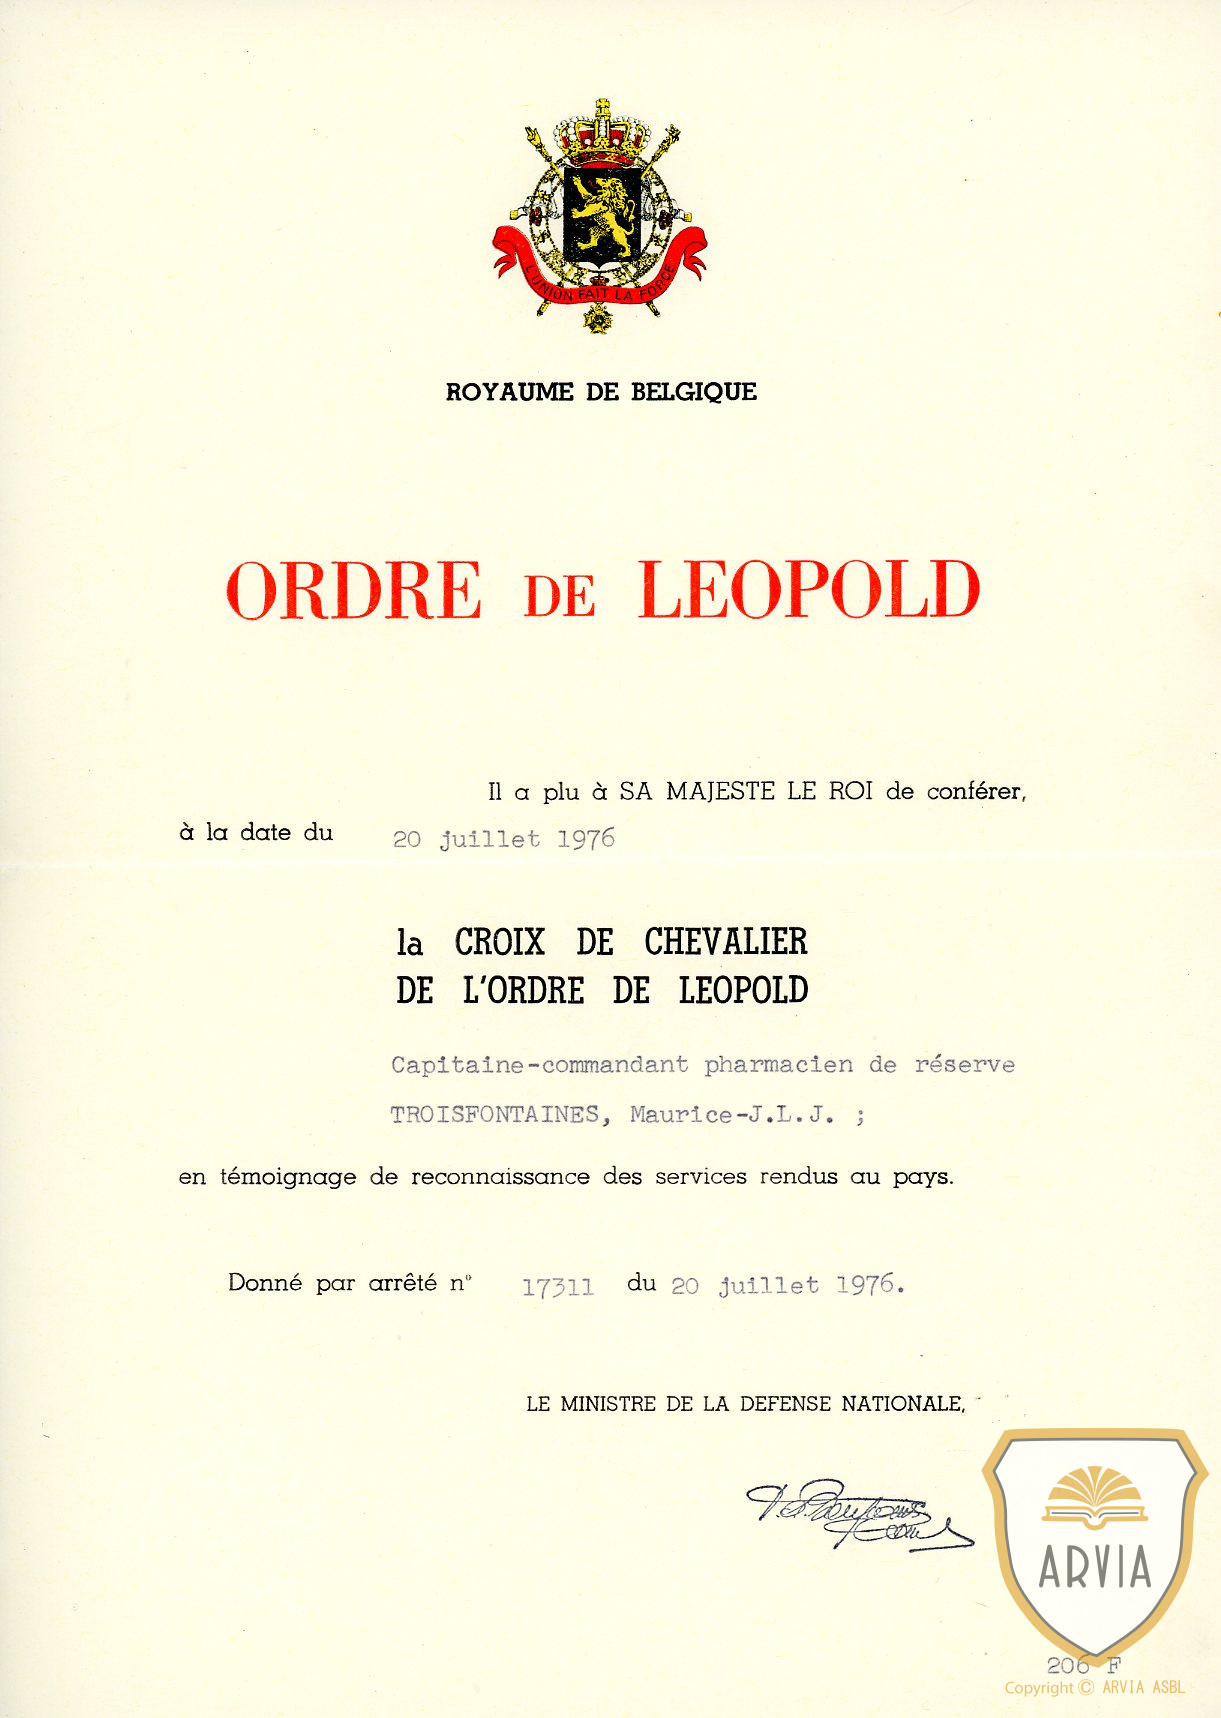 L'UNION FAIT LA FORCE
ROYAUME DE BELGIQUE
ORDRE DE LEOPOLD
Il a plu à SA MAJESTE LE ROI de conférer,
à la date du 20 juillet 1976
la CROIX DE CHEVALIER
DE L'ORDRE DE LEOPOLD
Capitaine-commandant pharmacien de réserve
TROISFONTAINES, Maurice-J.L.J. ;
en témoignage de reconnaissance des services rendus au pays.
Donné par arrêté nº 17311 du 20 juillet 1976.
LE MINISTRE DE LA DEFENSE NATIONALE,
ARVIA
206 F
Copyright © ARVIA ASBL